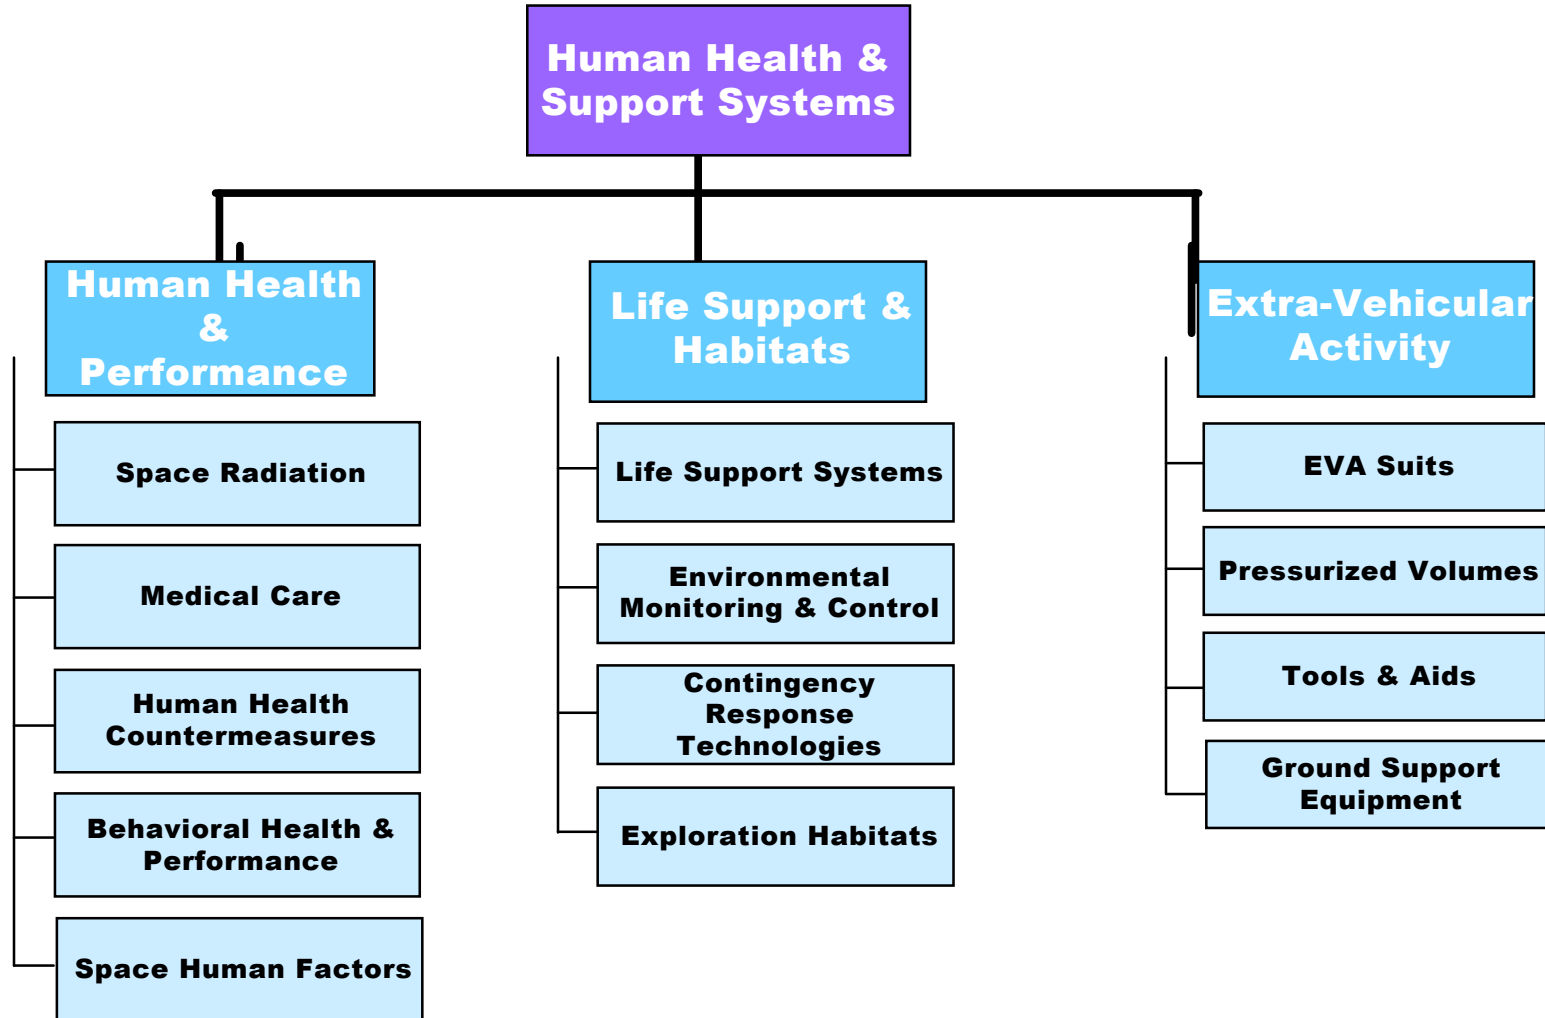 Human Health &
Support Systems
Human Health
&
Performance
Space Radiation
Medical Care
Human Health
Countermeasures
Behavioral Health &
Performance
Space Human Factors
Life Support &
Habitats
Life Support Systems
Environmental
Monitoring & Control
Contingency
Response
Technologies
Exploration Habitats
Extra-Vehicular
Activity
EVA Suits
Pressurized Volumes
Tools & Aids
Ground Support
Equipment